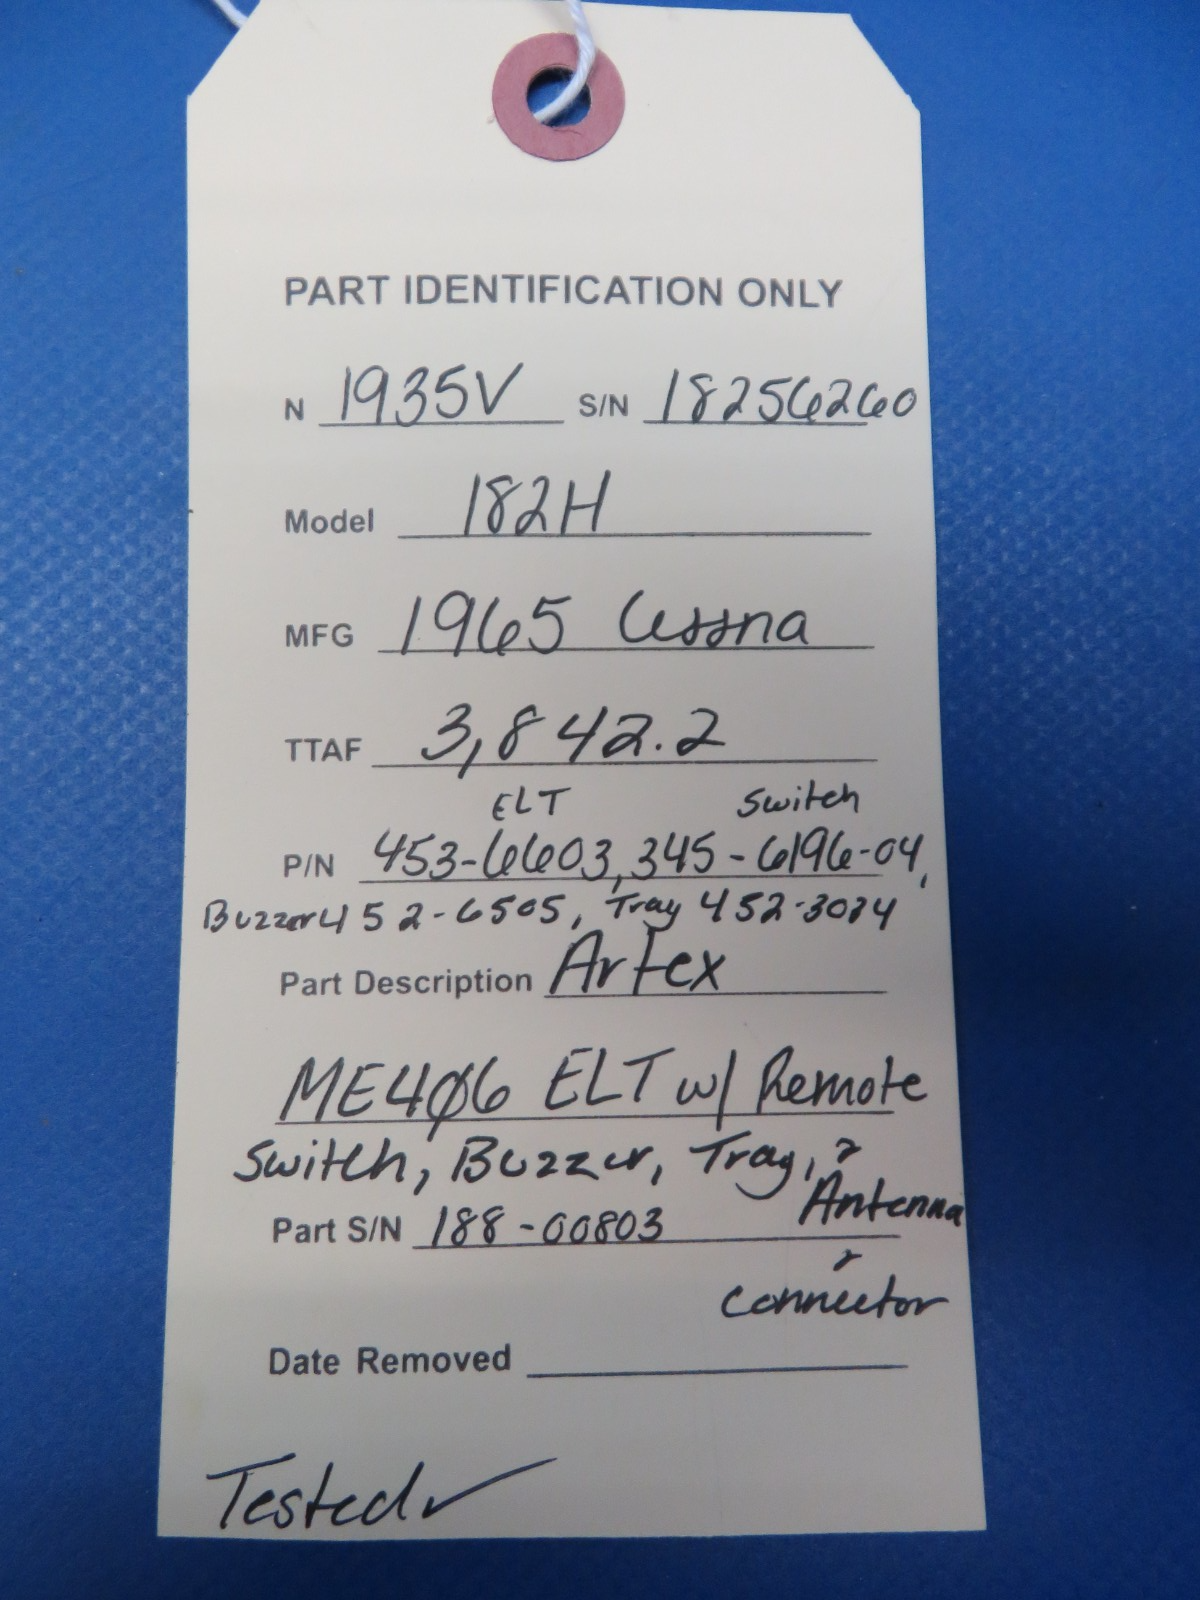 PART IDENTIFICATION ONLY
N 1935V S/N 18256260
Model 182H
MFG 1965 Cessna
TTAF 3,842.2
ELT Switch
P/N 453-6603, 345-6196-04,
Buzzer 452-6505, Tray 452-3034
Part Description Artex
ME406 ELT w/ Remote
Switch, Buzzer, Tray, &
Antenna
Part S/N 188-00803
&
Connector
Date Removed
Tested✓